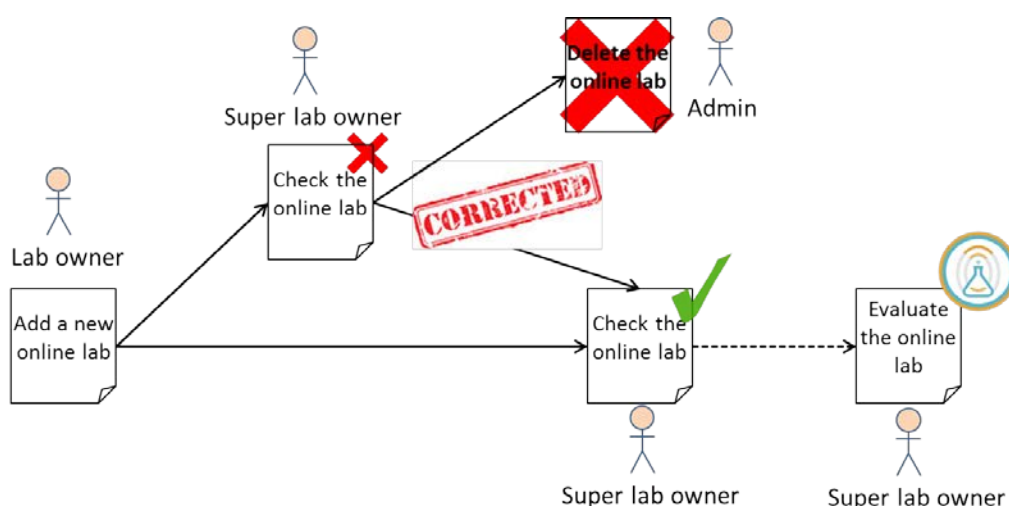 Delete the
online lab
Admin
Super lab owner
Check the
online lab
CORRECTED
Lab owner
Add a new
online lab
Check the
online lab
Evaluate
the online
lab
Super lab owner
Super lab owner